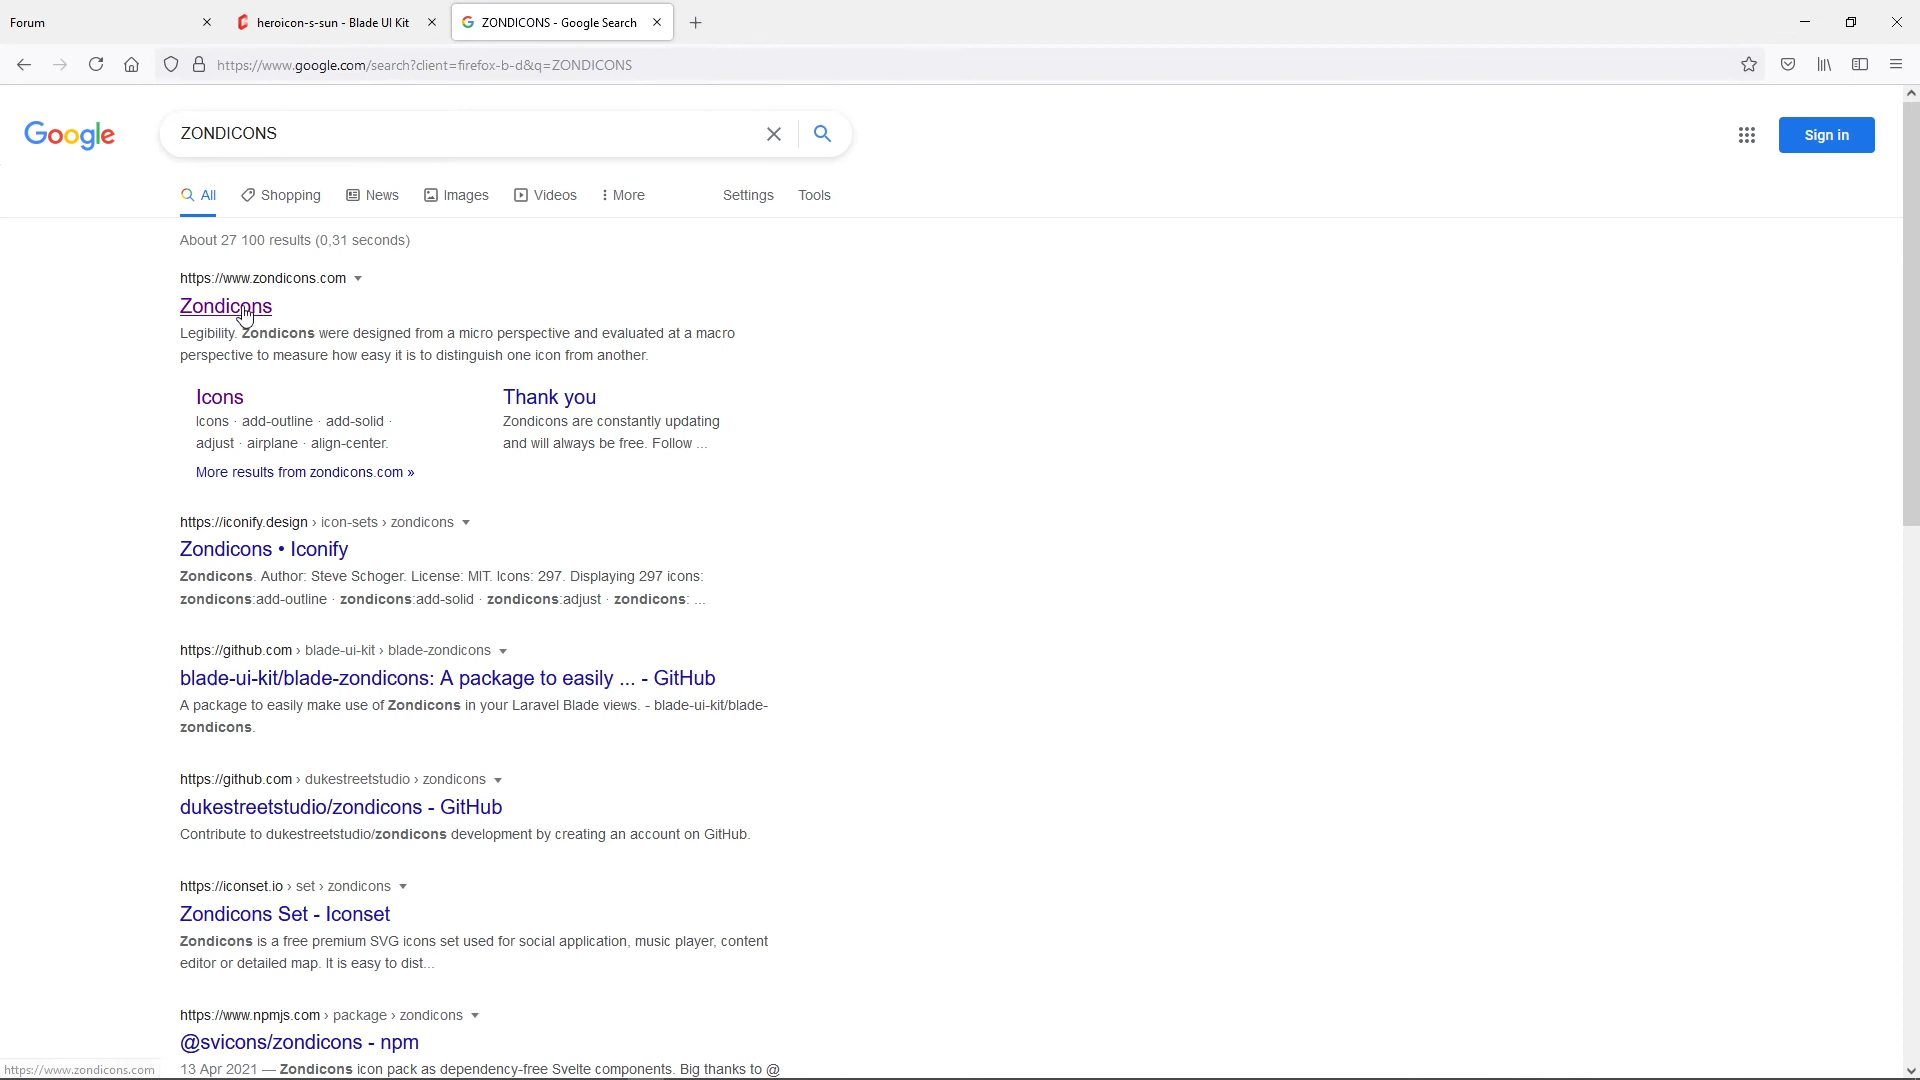 Forum
heroicon-s-sun - Blade UI Kit
ZONDICONS - Google Search
https://www.google.com/search?client=firefox-b-d&q=ZONDICONS
Google
ZONDICONS
Sign in
All
Shopping
News
Images
Videos
More
Settings
Tools
About 27 100 results (0,31 seconds)
https://www.zondicons.com
Zondicons
Legibility. Zondicons were designed from a micro perspective and evaluated at a macro
perspective to measure how easy it is to distinguish one icon from another.
Icons
Icons · add-outline · add-solid ·
adjust · airplane · align-center.
Thank you
Zondicons are constantly updating
and will always be free. Follow ...
More results from zondicons.com »
https://iconify.design › icon-sets › zondicons
Zondicons • Iconify
Zondicons. Author: Steve Schoger. License: MIT. Icons: 297. Displaying 297 icons:
zondicons:add-outline · zondicons:add-solid · zondicons:adjust · zondicons: ...
https://github.com › blade-ui-kit › blade-zondicons
blade-ui-kit/blade-zondicons: A package to easily ... - GitHub
A package to easily make use of Zondicons in your Laravel Blade views. - blade-ui-kit/blade-
zondicons.
https://github.com › dukestreetstudio › zondicons
dukestreetstudio/zondicons - GitHub
Contribute to dukestreetstudio/zondicons development by creating an account on GitHub.
https://iconset.io › set › zondicons
Zondicons Set - Iconset
Zondicons is a free premium SVG icons set used for social application, music player, content
editor or detailed map. It is easy to dist...
https://www.npmjs.com › package › zondicons
@svicons/zondicons - npm
13 Apr 2021 — Zondicons icon pack as dependency-free Svelte components. Big thanks to @
https://www.zondicons.com